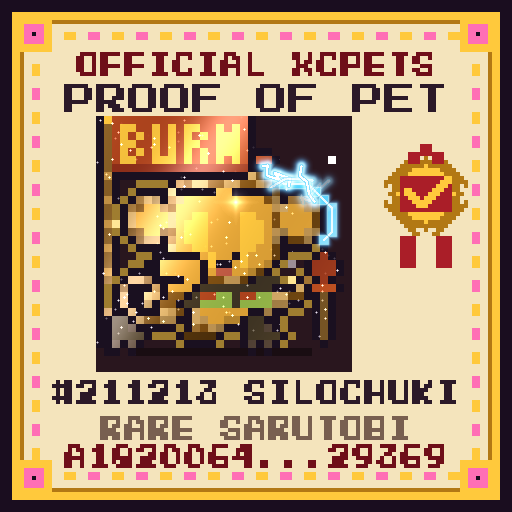 OFFICIAL XCPETS
PROOF OF PET
BURN
#211213 SILOCHUKI
RARE SARUTOBI
A1020064...29369